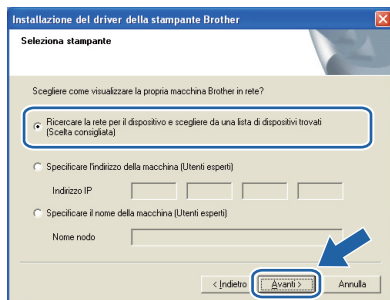 Installazione del driver della stampante Brother
Seleziona stampante
Scegliere come visualizzare la propria macchina Brother in rete?
Ricercare la rete per il dispositivo e scegliere da una lista di dispositivi trovati
(Scelta consigliata)
Specificare l'indirizzo della macchina (Utenti esperti)
Indirizzo IP
Specificare il nome della macchina (Utenti esperti)
Nome nodo
< Indietro Avanti > Annulla